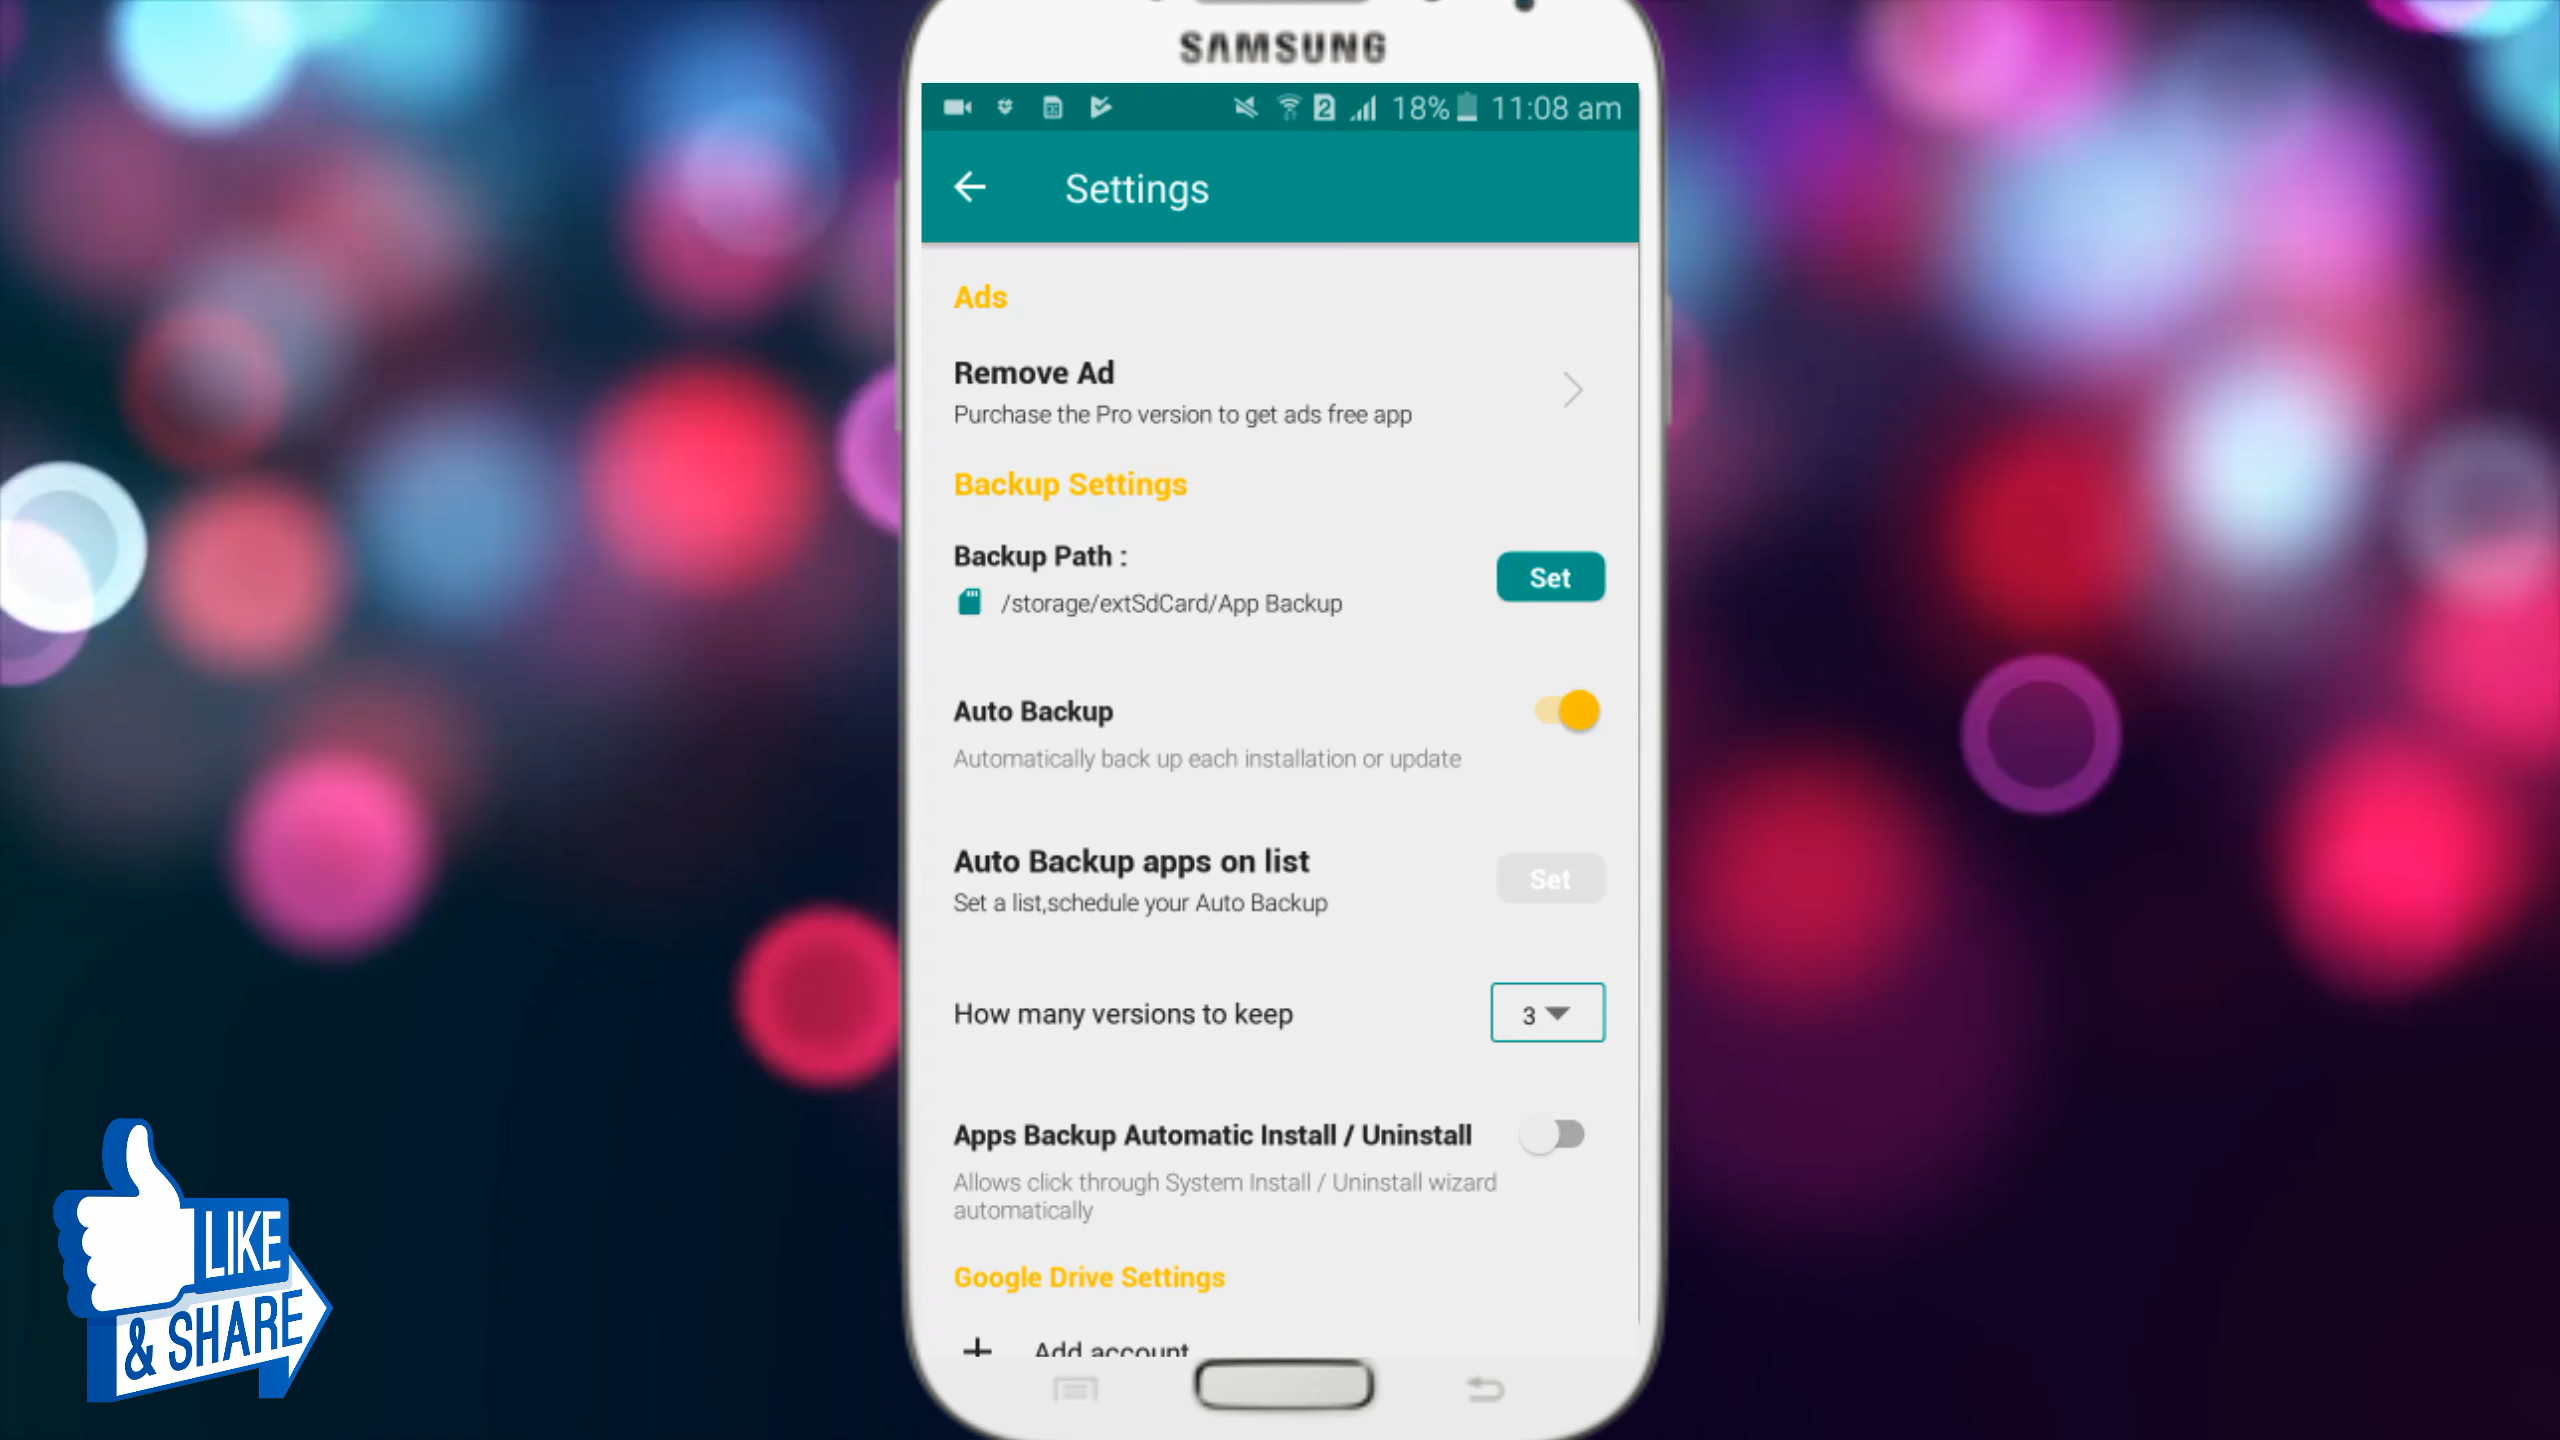 SAMSUNG
2 18% 11:08 am
Settings
Ads
Remove Ad
Purchase the Pro version to get ads free app
Backup Settings
Backup Path :
/storage/extSdCard/App Backup
Set
Auto Backup
Automatically back up each installation or update
Auto Backup apps on list
Set a list,schedule your Auto Backup
Set
How many versions to keep
3
Apps Backup Automatic Install / Uninstall
Allows click through System Install / Uninstall wizard
automatically
Google Drive Settings
Add account
LIKE
& SHARE